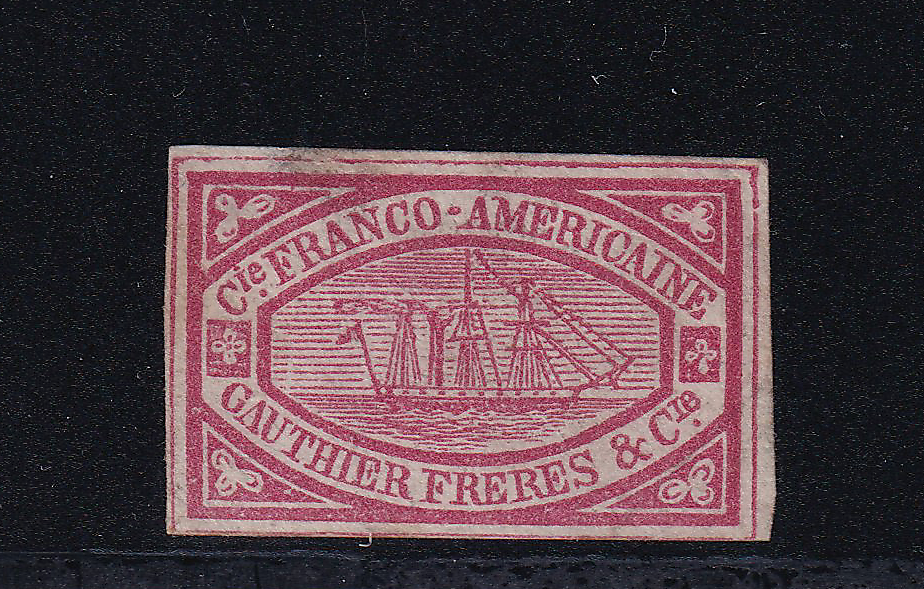 Cie. FRANCO-AMERICAINE
GAUTHIER FRERES & Cie.